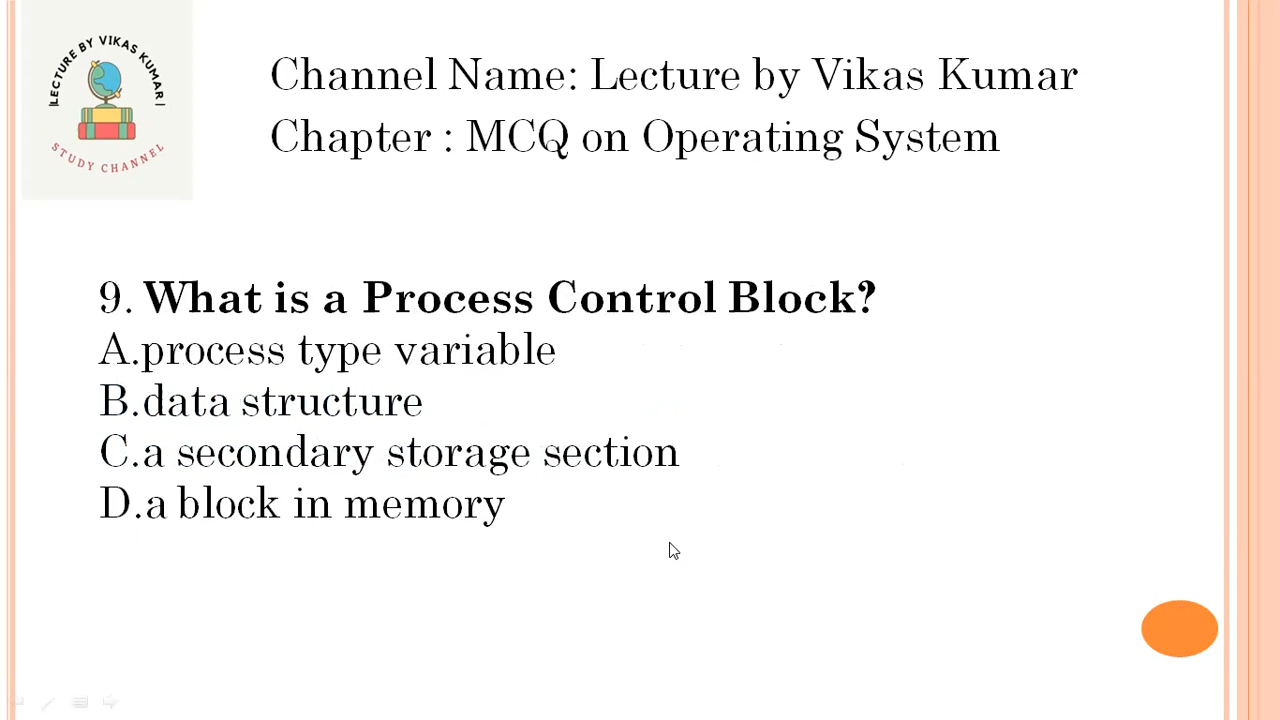 LECTURE BY VIKAS KUMAR
STUDY CHANNEL
Channel Name: Lecture by Vikas Kumar
Chapter : MCQ on Operating System
9. What is a Process Control Block?
A.process type variable
B.data structure
C.a secondary storage section
D.a block in memory